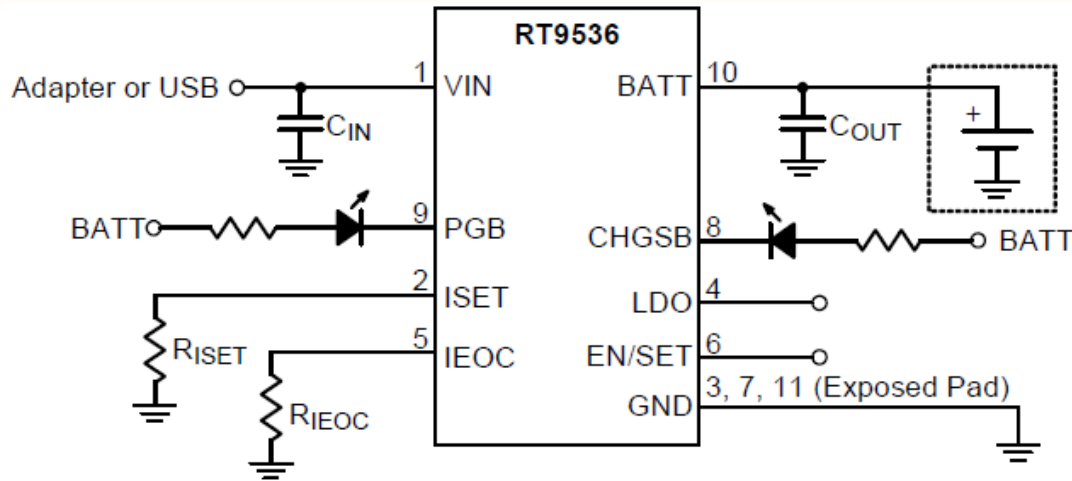 RT9536
Adapter or USB
1
VIN
BATT
10
CIN
COUT
+
BATT
9
PGB
CHGSB
8
BATT
2
ISET
LDO
4
RISET
5
IEOC
EN/SET
6
RIEOC
GND
3, 7, 11 (Exposed Pad)